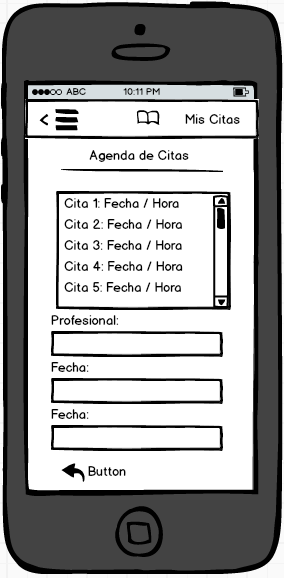 ABC 10:11 PM
Mis Citas
Agenda de Citas
Cita 1: Fecha / Hora
Cita 2: Fecha / Hora
Cita 3: Fecha / Hora
Cita 4: Fecha / Hora
Cita 5: Fecha / Hora
Profesional:
Fecha:
Fecha:
Button